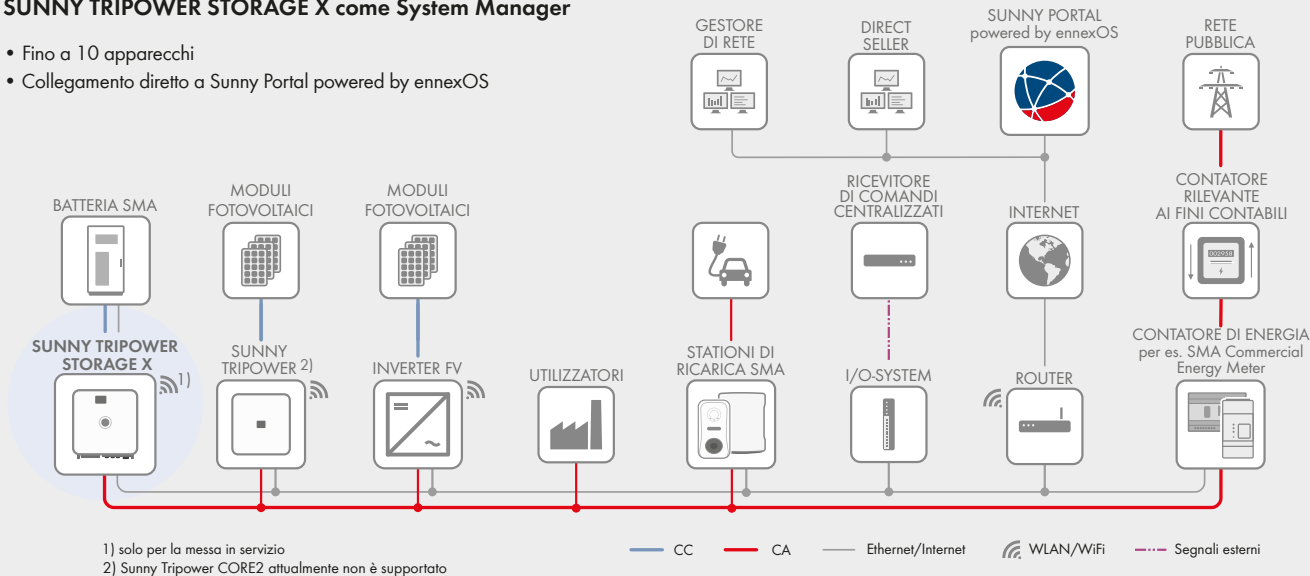 SUNNY TRIPOWER STORAGE X come System Manager
• Fino a 10 apparecchi
• Collegamento diretto a Sunny Portal powered by ennexOS
GESTORE
DI RETE
DIRECT
SELLER
SUNNY PORTAL
powered by ennexOS
RETE
PUBBLICA
BATTERIA SMA
MODULI
FOTOVOLTAICI
MODULI
FOTOVOLTAICI
RICEVITORE
DI COMANDI
CENTRALIZZATI
INTERNET
CONTATORE
RILEVANTE
AI FINI CONTABILI
002958
SUNNY TRIPOWER
STORAGE X
1)
SUNNY
TRIPOWER 2)
INVERTER FV
UTILIZZATORI
STATIONI DI
RICARICA SMA
I/O-SYSTEM
ROUTER
CONTATORE DI ENERGIA
per es. SMA Commercial
Energy Meter
1) solo per la messa in servizio
2) Sunny Tripower CORE2 attualmente non è supportato
CC
CA
Ethernet/Internet
WLAN/WiFi
Segnali esterni